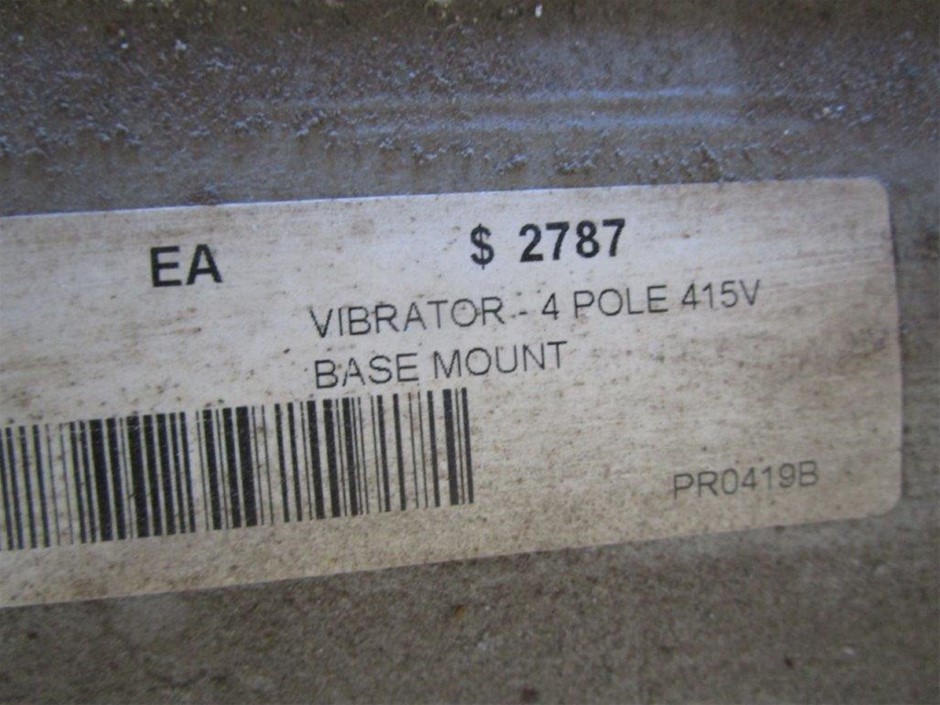 EA $ 2787
VIBRATOR - 4 POLE 415V
BASE MOUNT
PR0419B